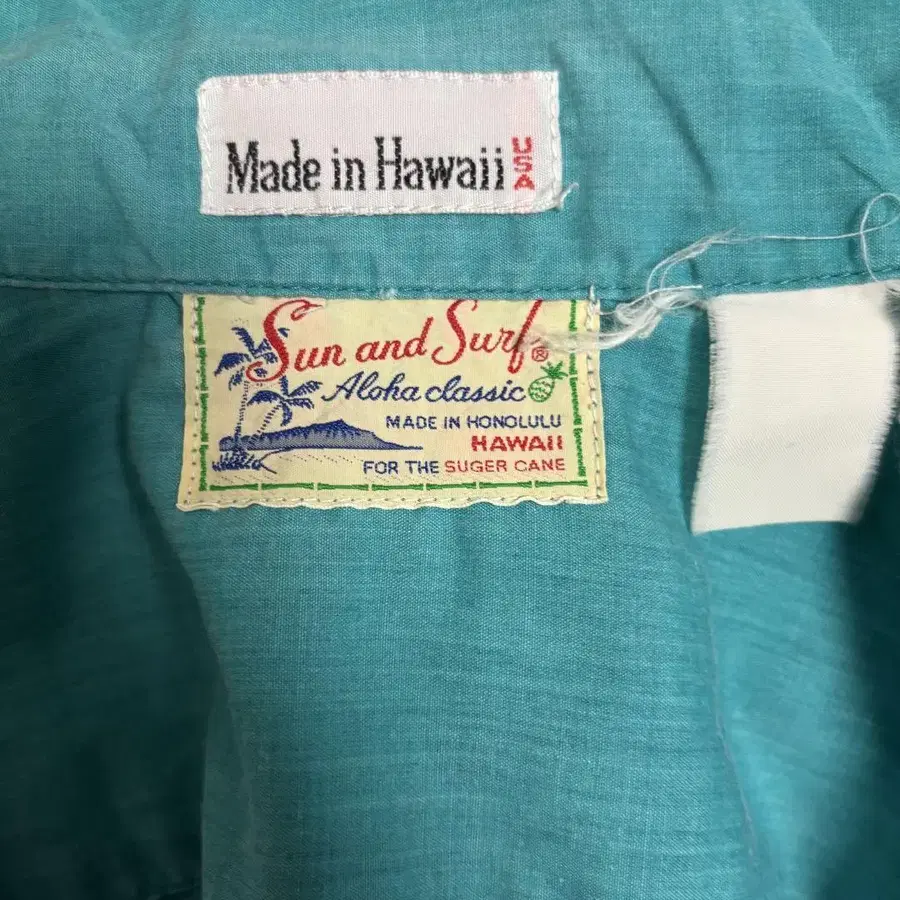 Made in Hawaii USA
Sun and Surf®
Aloha classic
MADE IN HONOLULU
HAWAII
FOR THE SUGER CANE